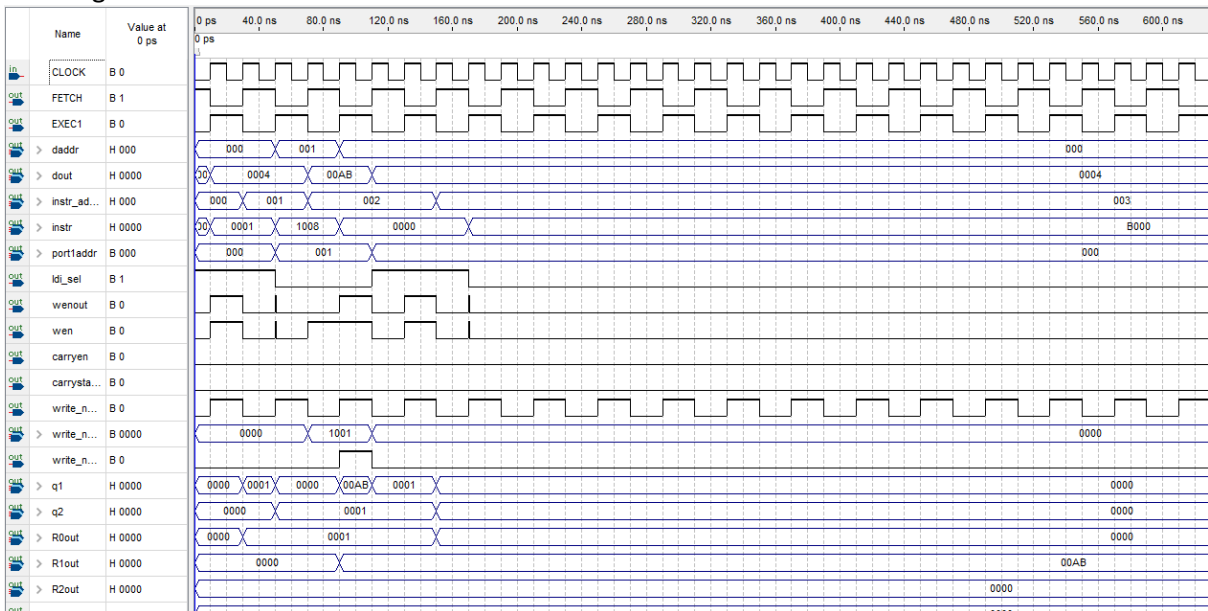 Name Value at 0 ps
0 ps 40.0 ns 80.0 ns 120.0 ns 160.0 ns 200.0 ns 240.0 ns 280.0 ns 320.0 ns 360.0 ns 400.0 ns 440.0 ns 480.0 ns 520.0 ns 560.0 ns 600.0 ns
0 ps
in CLOCK B 0
out FETCH B 1
out EXEC1 B 0
out > daddr H 000 000 001 000
out > dout H 0000 00 0004 00AB 0004
out > instr_ad... H 000 000 001 002 003
out > instr H 0000 00 0001 1008 0000 B000
out > port1addr B 000 000 001 000
out ldi_sel B 1
out wenout B 0
out wen B 0
out carryen B 0
out carrysta... B 0
out write_n... B 0
out > write_n... B 0000 0000 1001 0000
out write_n... B 0
out > q1 H 0000 0000 0001 0000 00AB 0001 0000
out > q2 H 0000 0000 0001 0000
out > R0out H 0000 0000 0001 0000
out > R1out H 0000 0000 00AB
out > R2out H 0000 0000